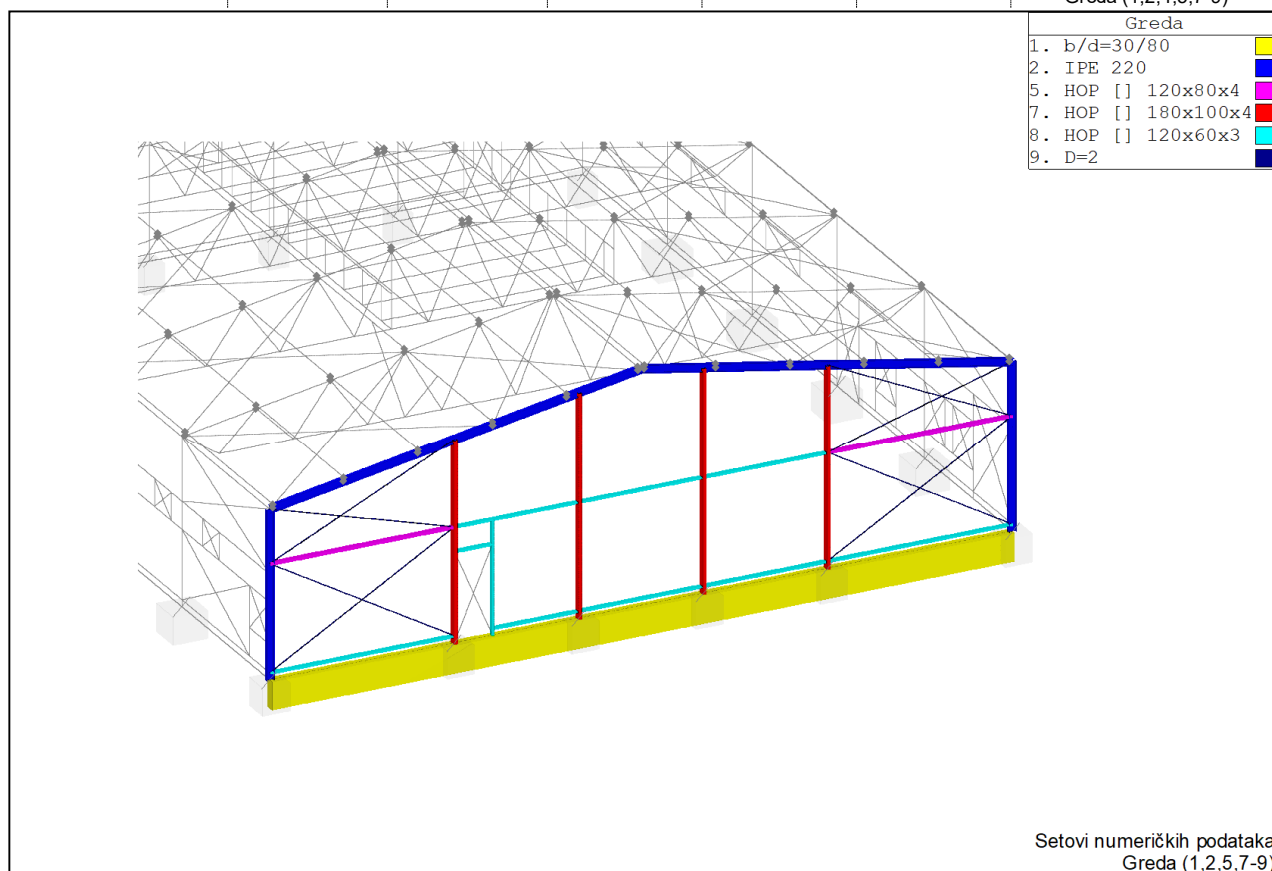 Greda
1. b/d=30/80
2. IPE 220
5. HOP [] 120x80x4
7. HOP [] 180x100x4
8. HOP [] 120x60x3
9. D=2
Setovi numeričkih podataka
Greda (1,2,5,7-9)